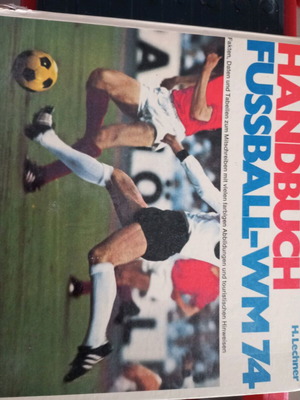 H. Lechner
HANDBUCH
FUSSBALL-WM 74
Fakten, Daten und Tabellen zum Mitschreiben mit vielen farbigen Abbildungen und touristischen Hinweisen